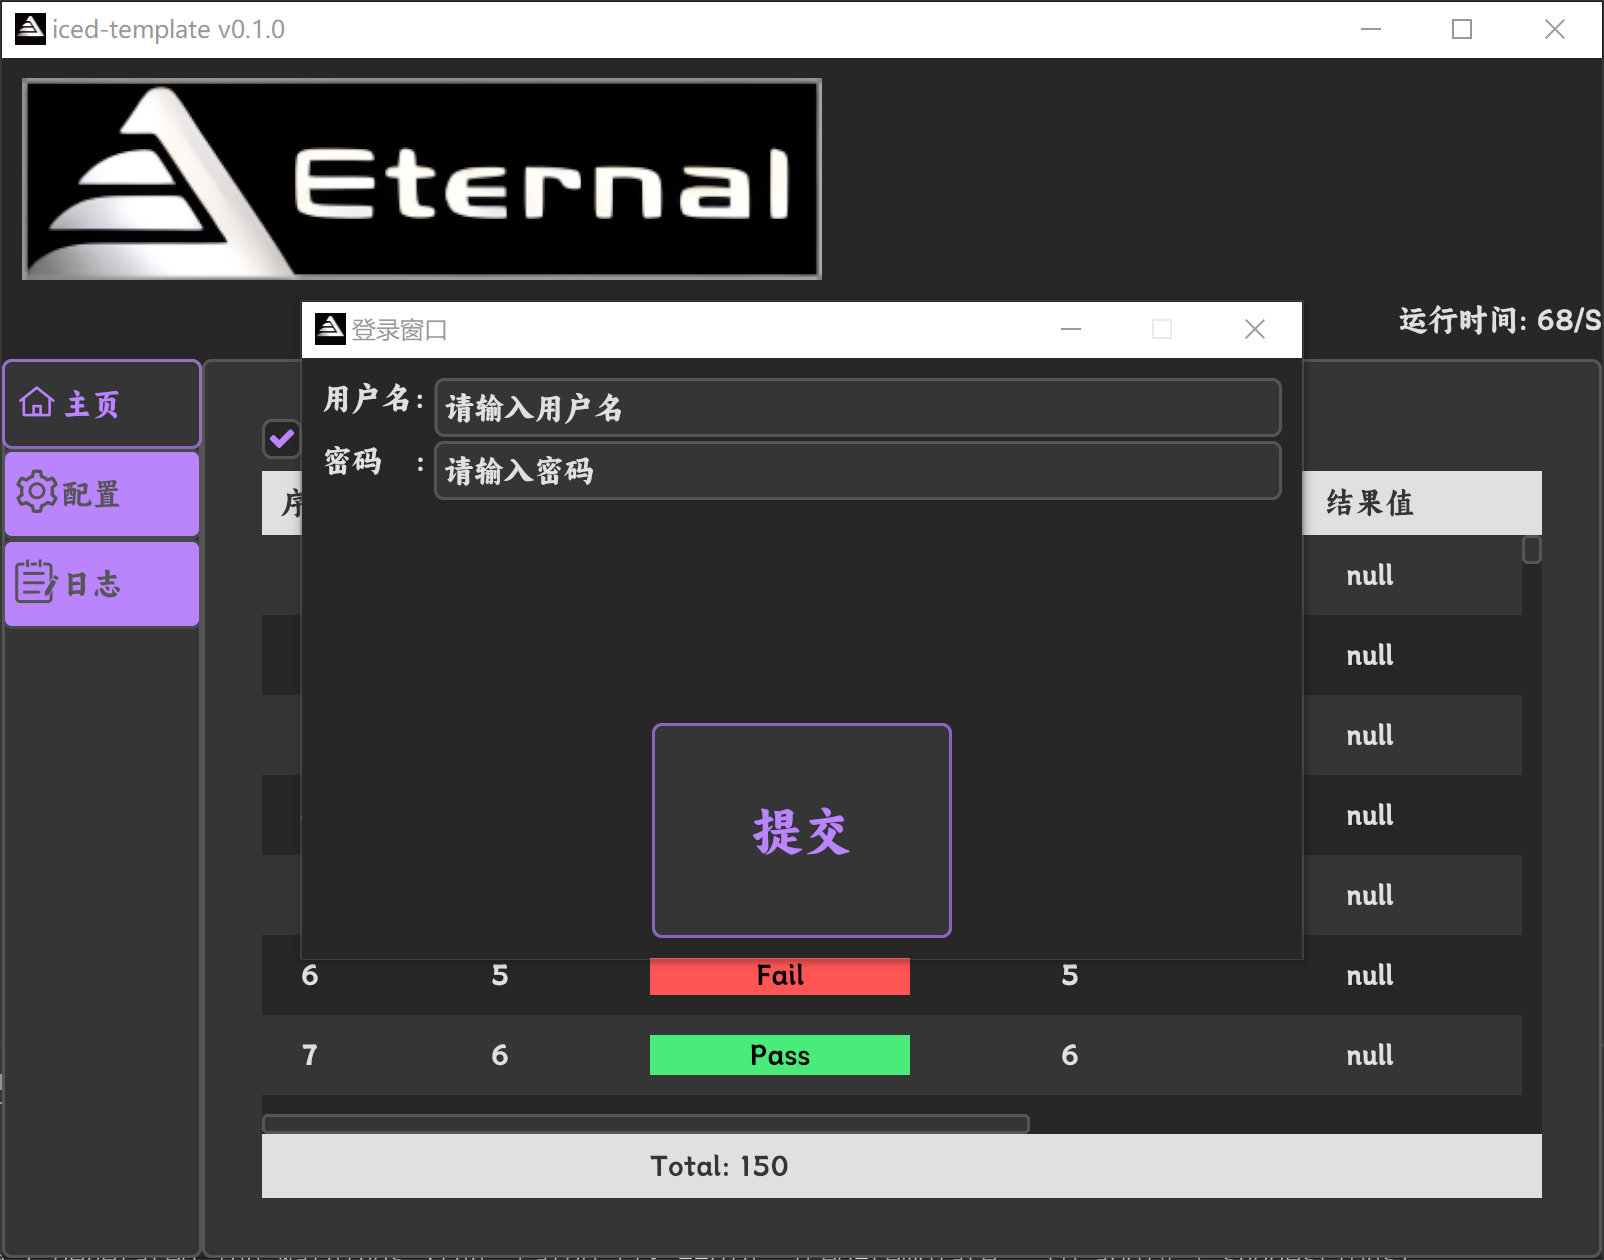 iced-template v0.1.0
Eternal
运行时间: 68/S
登录窗口
用户名: 请输入用户名
密码 : 请输入密码
提交
主页
配置
日志
序 结果值
null
null
null
null
null
6 5 Fail 5 null
7 6 Pass 6 null
Total: 150